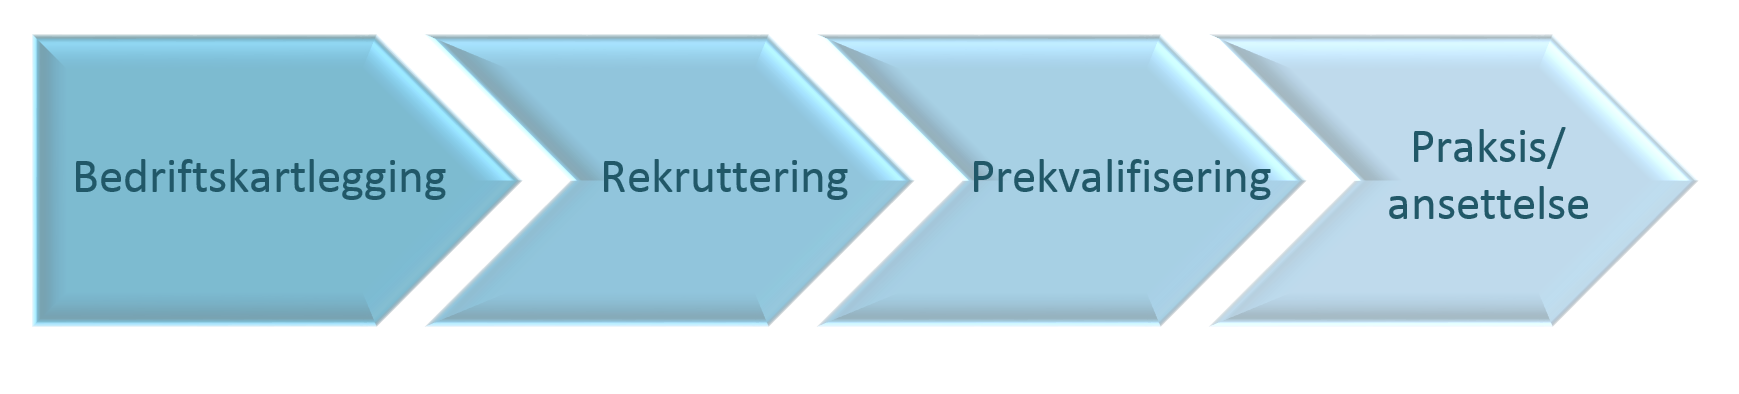 Bedriftskartlegging
Rekruttering
Prekvalifisering
Praksis/
ansettelse